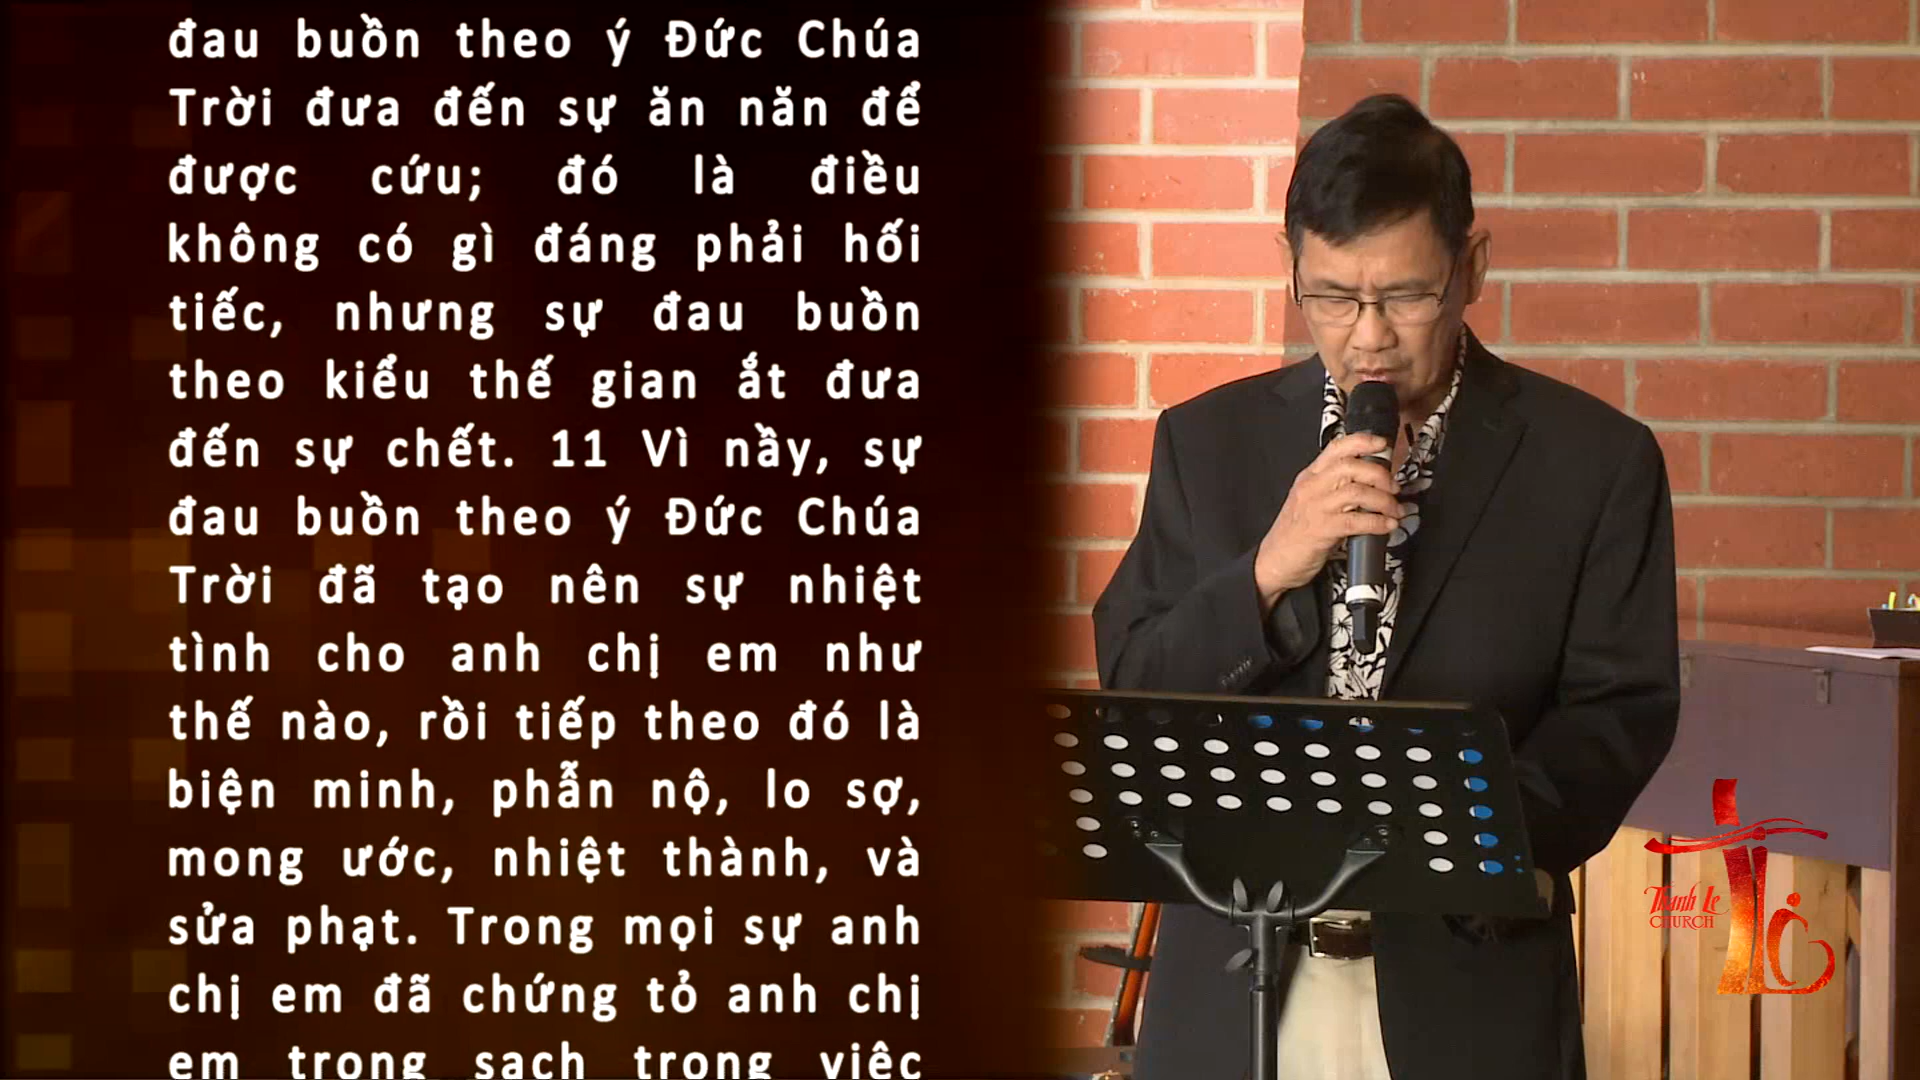 đau buồn theo ý Đức Chúa
Trời đưa đến sự ăn năn để
được cứu; đó là điều
không có gì đáng phải hối
tiếc, nhưng sự đau buồn
theo kiểu thế gian ắt đưa
đến sự chết. 11 Vì nầy, sự
đau buồn theo ý Đức Chúa
Trời đã tạo nên sự nhiệt
tình cho anh chị em như
thế nào, rồi tiếp theo đó là
biện minh, phẫn nộ, lo sợ,
mong ước, nhiệt thành, và
sửa phạt. Trong mọi sự anh
chị em đã chứng tỏ anh chị
em trong sạch trong việc
Thanh Le
CHURCH